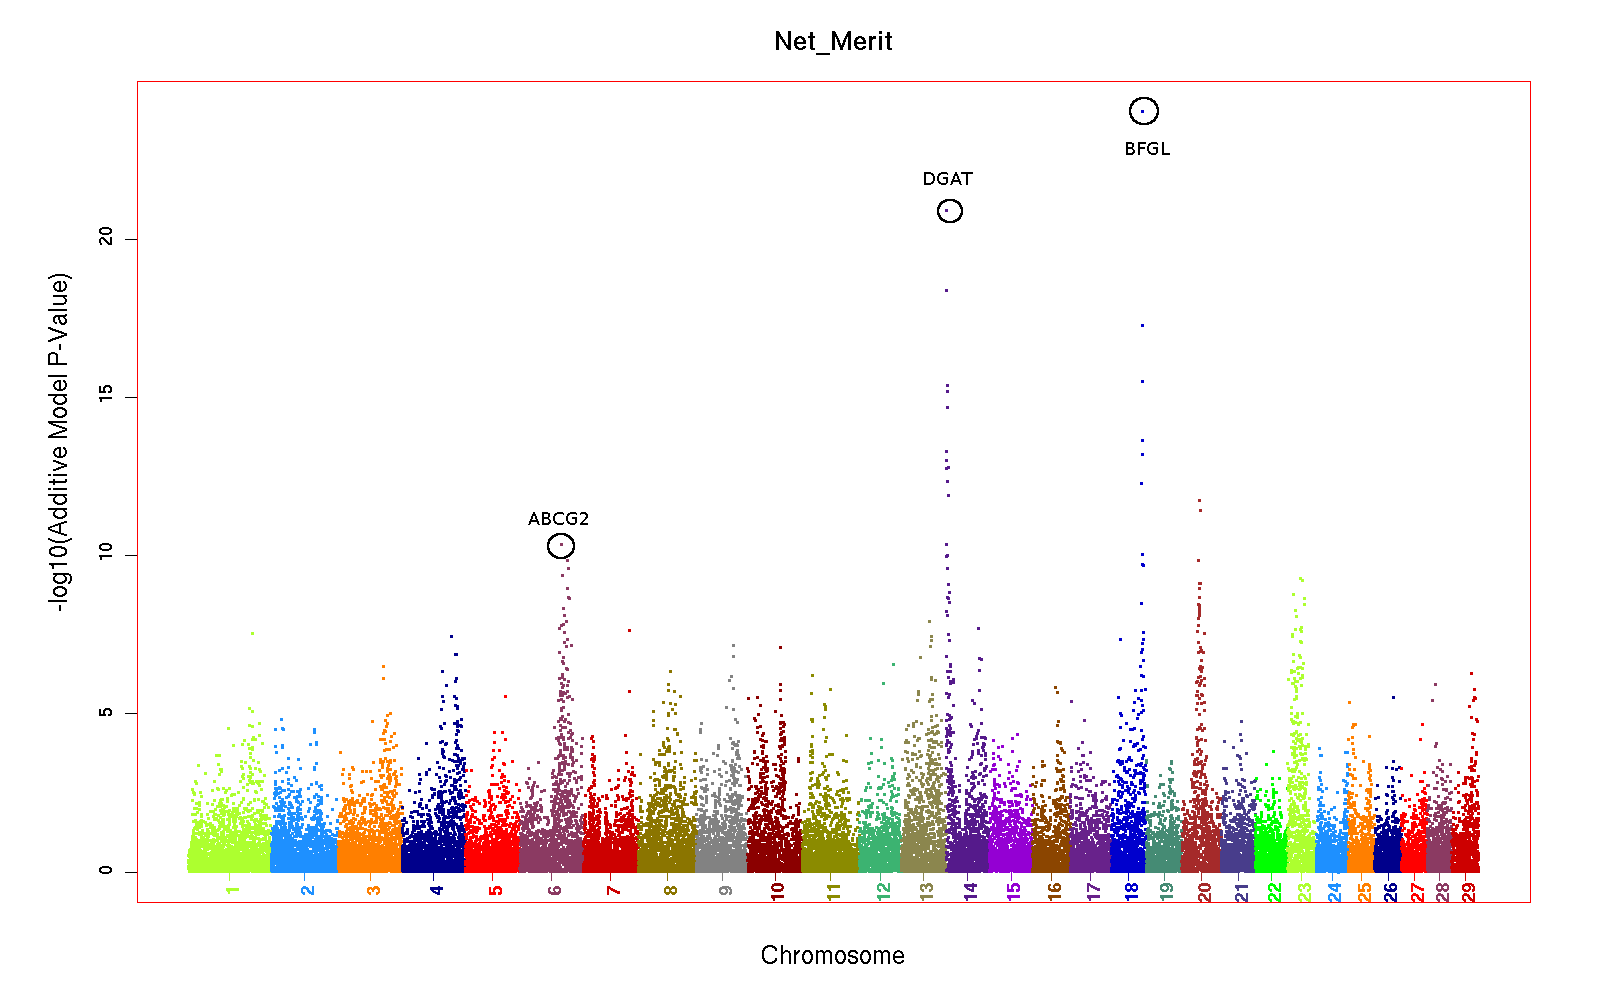 Net_Merit
BFGL
DGAT
ABCG2
-log10(Additive Model P-Value)
20
15
10
5
0
1 2 3 4 5 6 7 8 9 10 11 12 13 14 15 16 17 18 19 20 21 22 23 24 25 26 27 28 29
Chromosome